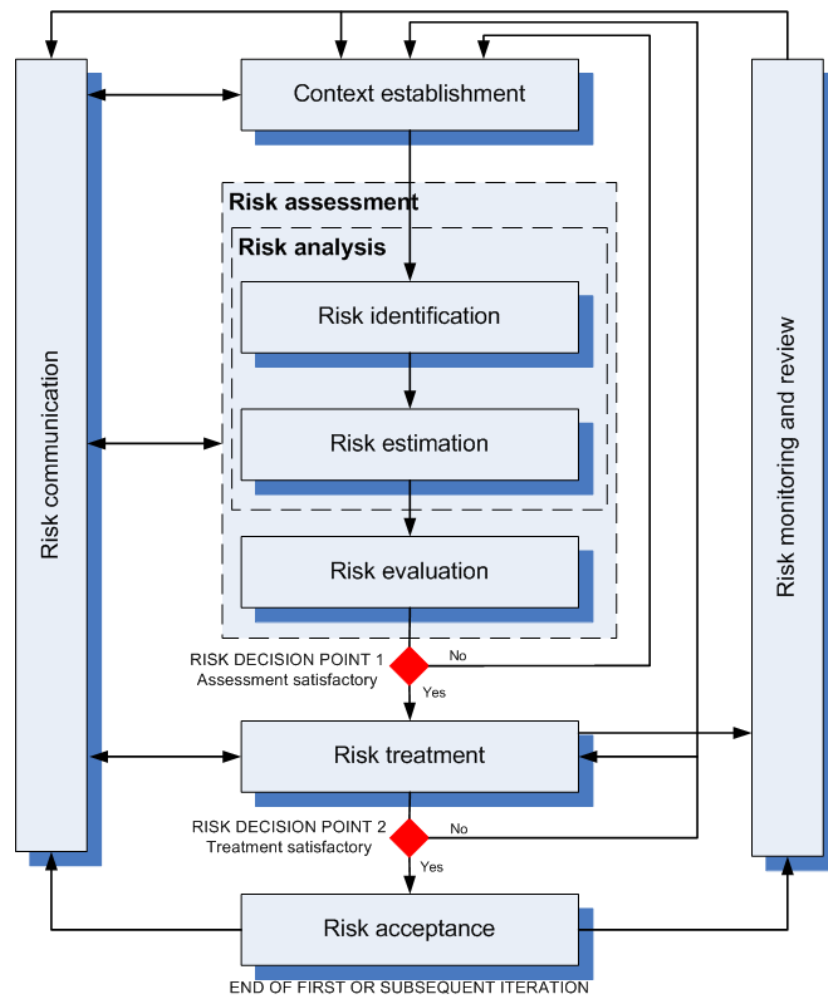 Context establishment
Risk assessment
Risk analysis
Risk identification
Risk communication
Risk monitoring and review
Risk estimation
Risk evaluation
RISK DECISION POINT 1
Assessment satisfactory
No
Yes
Risk treatment
RISK DECISION POINT 2
Treatment satisfactory
No
Yes
Risk acceptance
END OF FIRST OR SUBSEQUENT ITERATION